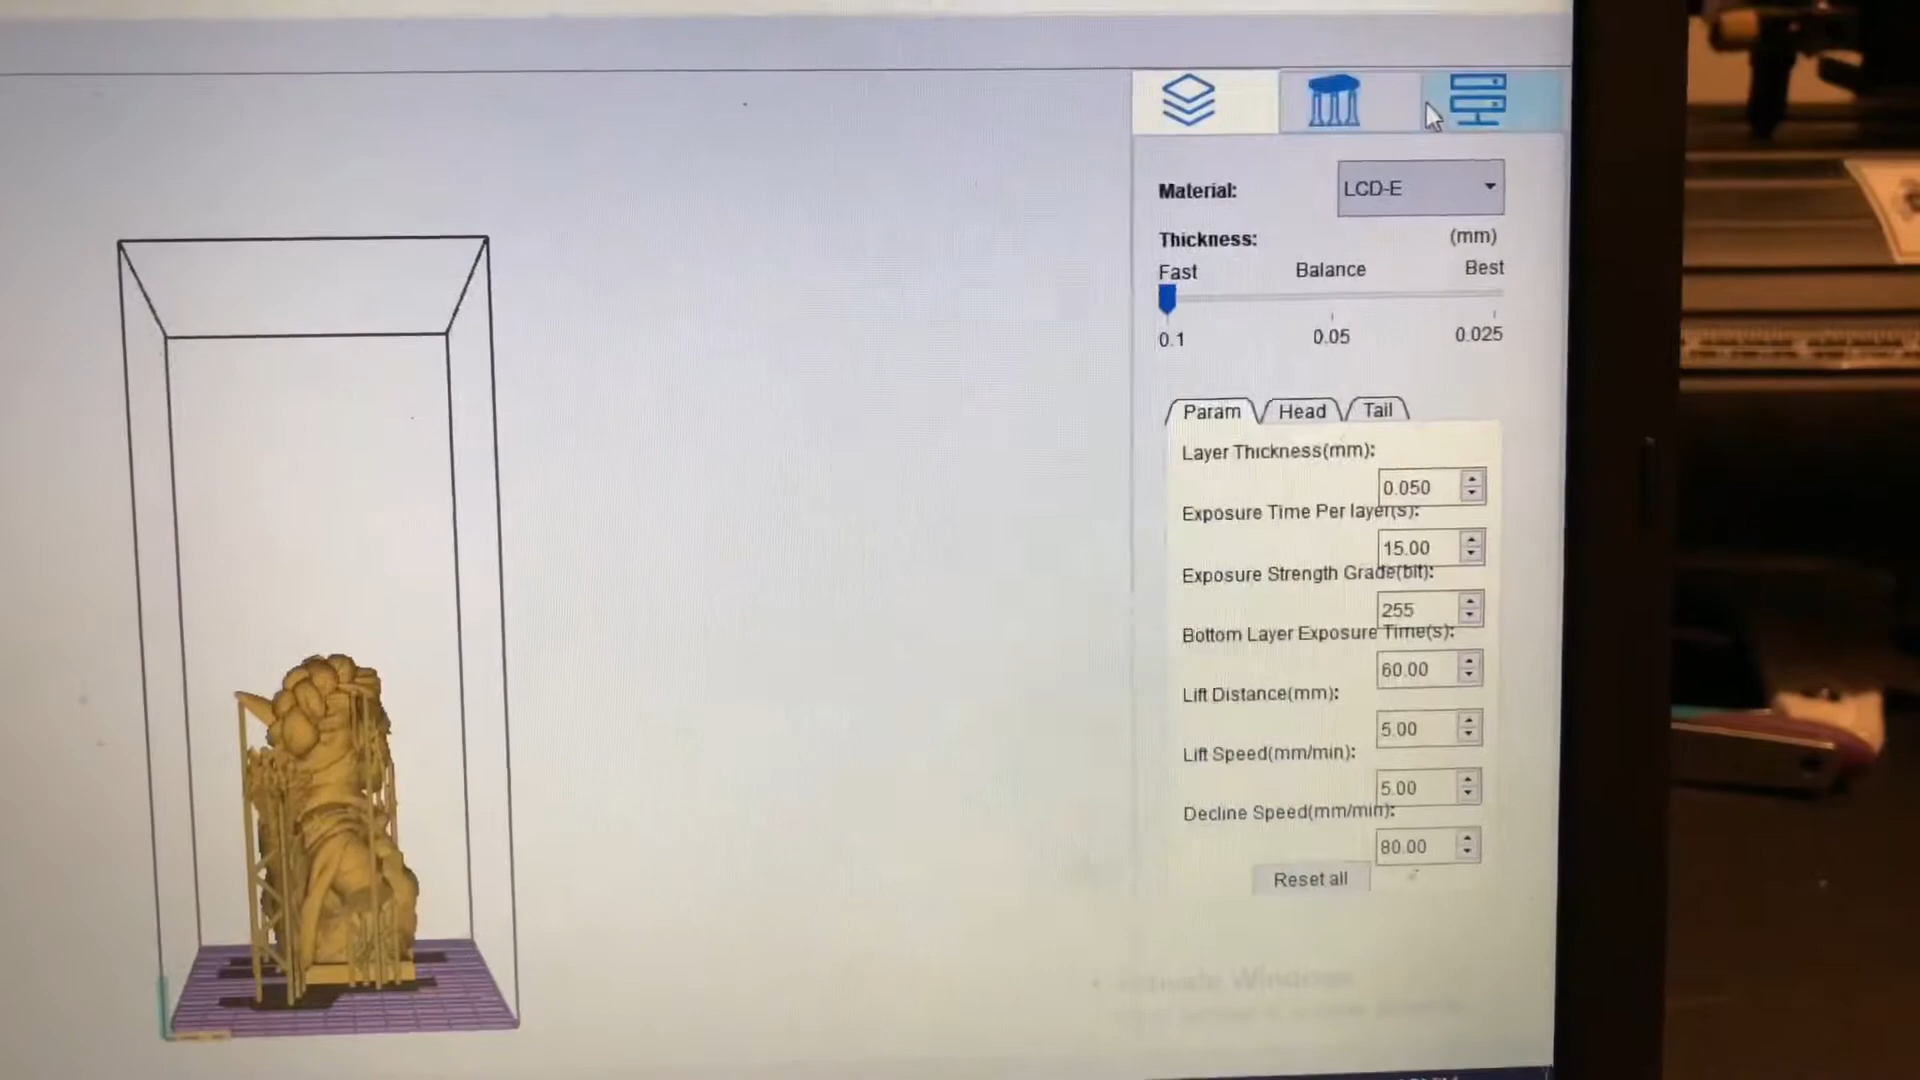 Material:
LCD-E
Thickness:
(mm)
Fast
Balance
Best
0.1
0.05
0.025
Param
Head
Tail
Layer Thickness(mm):
0.050
Exposure Time Per layer(s):
15.00
Exposure Strength Grade(bit):
255
Bottom Layer Exposure Time(s):
60.00
Lift Distance(mm):
5.00
Lift Speed(mm/min):
5.00
Decline Speed(mm/min):
80.00
Reset all
Activate Windows